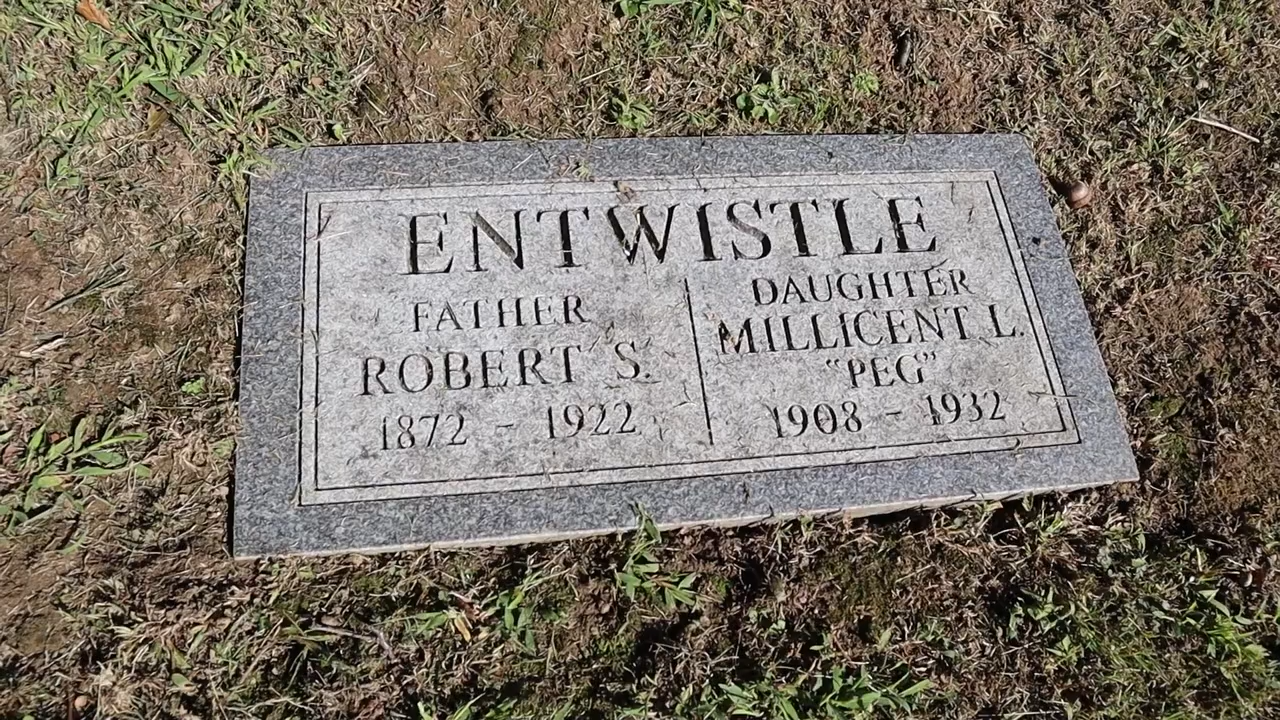 ENTWISTLE
FATHER
ROBERT S.
1872 - 1922
DAUGHTER
MILLICENT L.
"PEG"
1908 - 1932